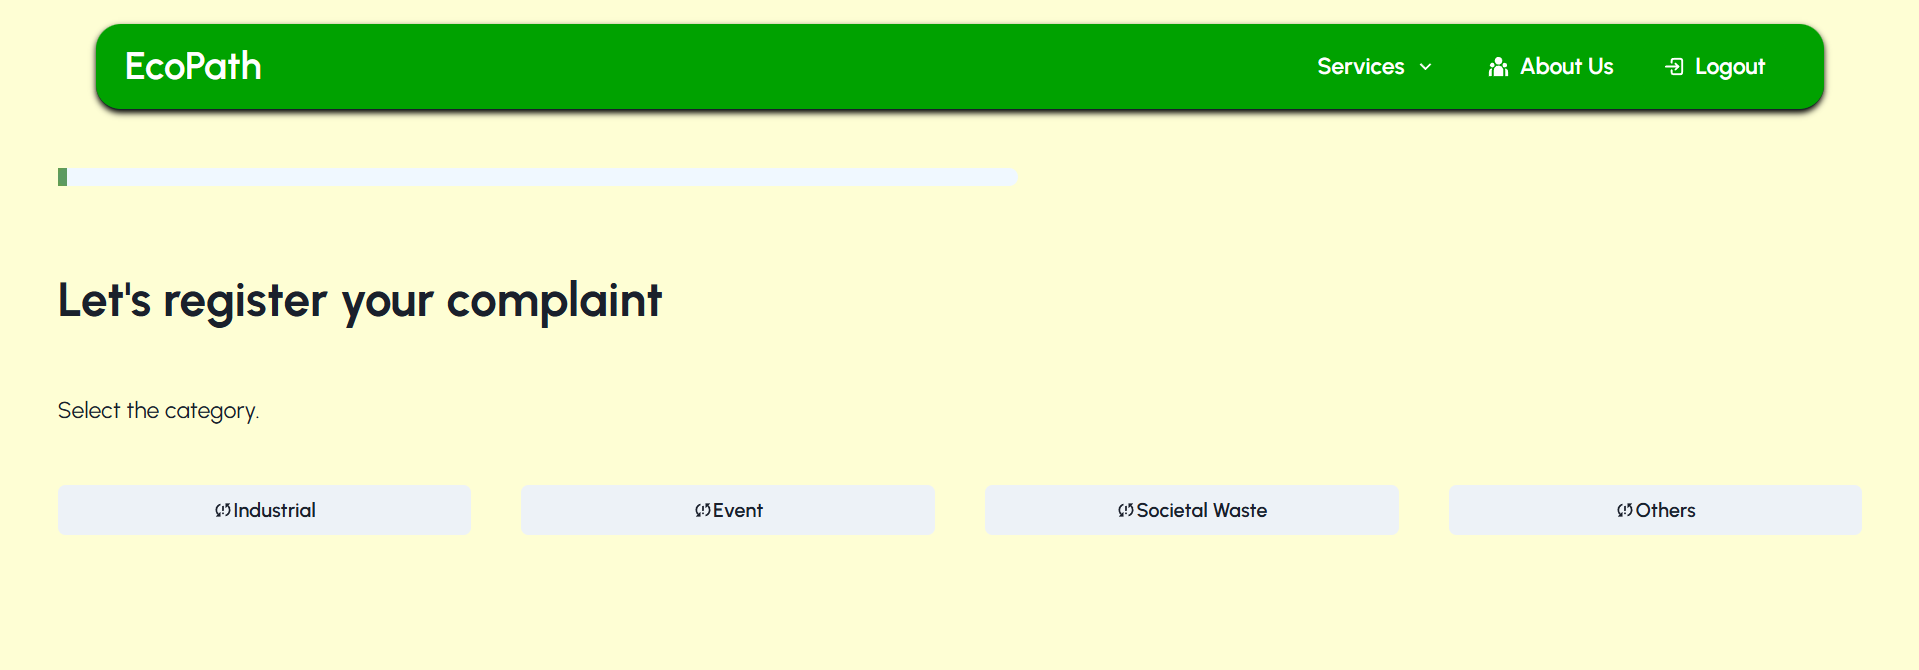 EcoPath Services About Us Logout
Let's register your complaint
Select the category.
Industrial Event Societal Waste Others